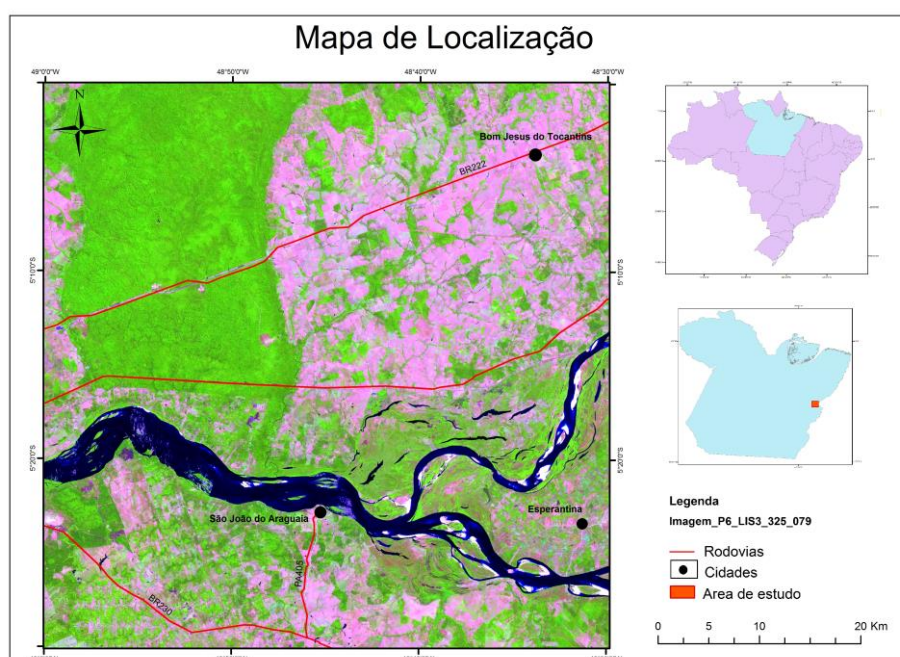 Mapa de Localização
49°0'0"W
48°50'0"W
48°40'0"W
48°30'0"W
N
Bom Jesus do Tocantins
BR222
5°10'0"S
5°10'0"S
5°20'0"S
5°20'0"S
São João do Araguaia
Esperantina
PA405
BR230
Legenda
Imagem_P6_LIS3_325_079
Rodovias
Cidades
Area de estudo
0 5 10 20 Km